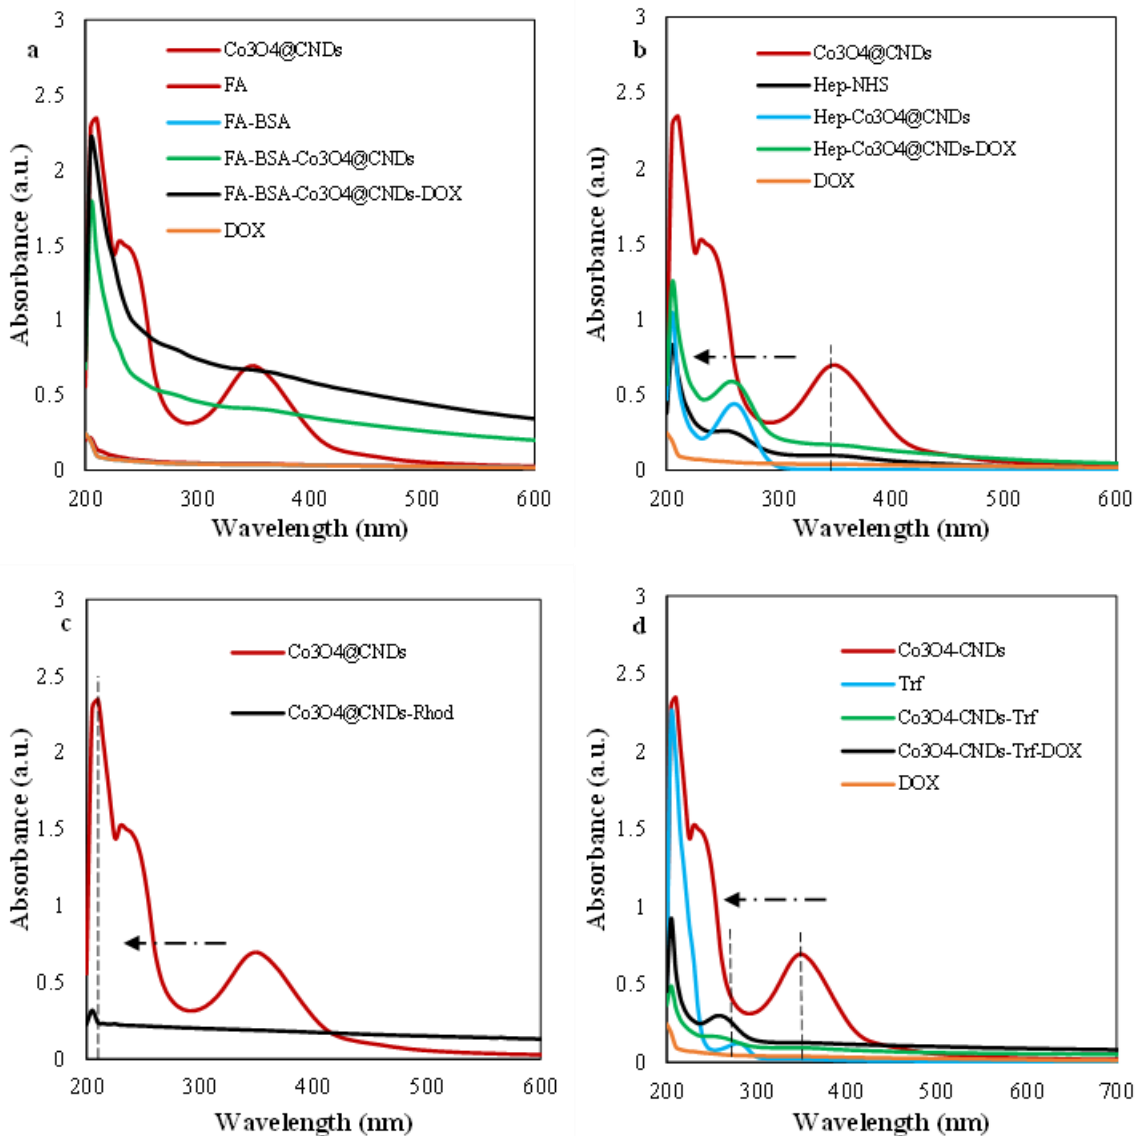 a
Co3O4@CNDs
FA
FA-BSA
FA-BSA-Co3O4@CNDs
FA-BSA-Co3O4@CNDs-DOX
DOX
Absorbance (a.u.)
3
2.5
2
1.5
1
0.5
0
200 300 400 500 600
Wavelength (nm)
b
Co3O4@CNDs
Hep-NHS
Hep-Co3O4@CNDs
Hep-Co3O4@CNDs-DOX
DOX
Absorbance (a.u)
3
2.5
2
1.5
1
0.5
0
200 300 400 500 600
Wavelength (nm)
c
Co3O4@CNDs
Co3O4@CNDs-Rhod
Absorbance (a.u.)
3
2.5
2
1.5
1
0.5
0
200 300 400 500 600
Wavelength (nm)
d
Co3O4-CNDs
Trf
Co3O4-CNDs-Trf
Co3O4-CNDs-Trf-DOX
DOX
Absorbance (a.u.)
3
2.5
2
1.5
1
0.5
0
200 300 400 500 600 700
Wavelength (nm)